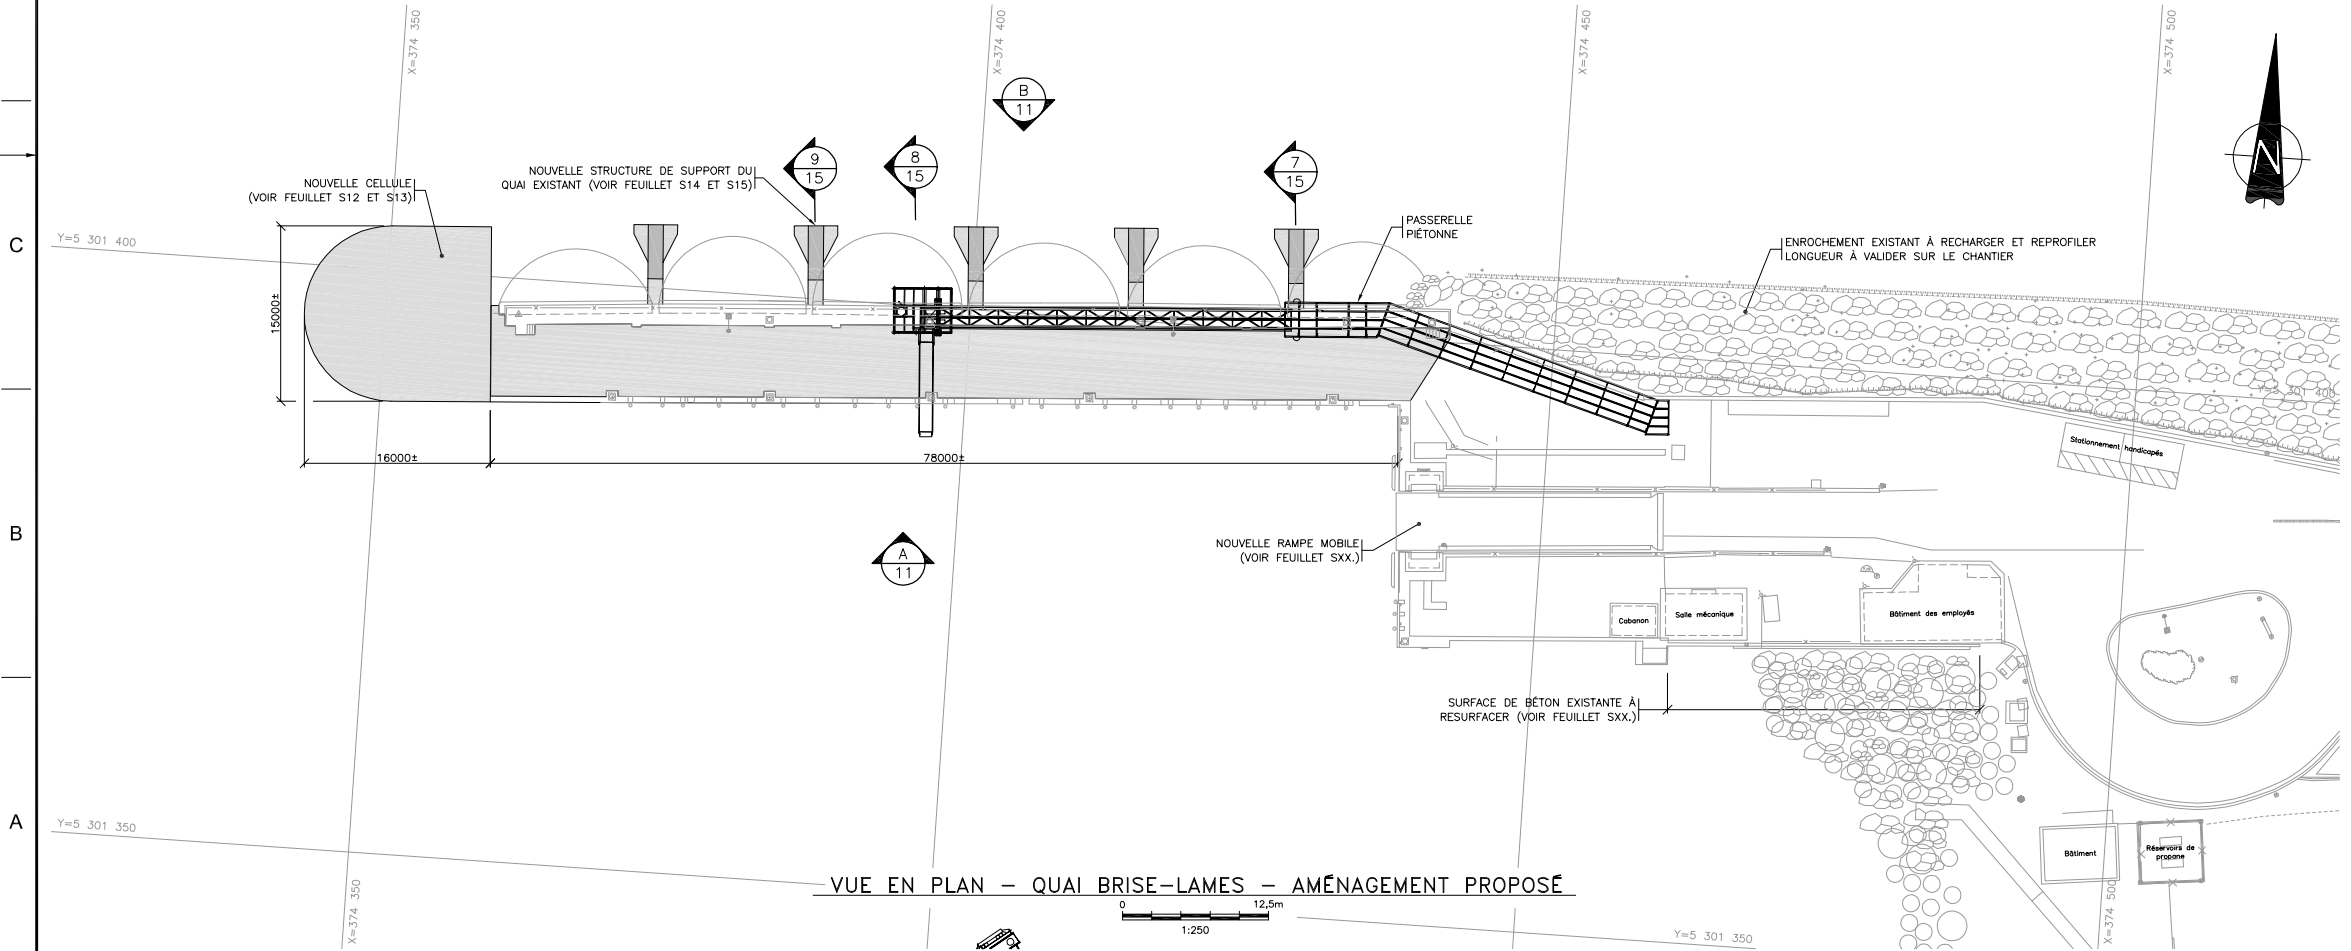 X=374 350
X=374 400
X=374 450
X=374 500
B
11
9
15
8
15
7
15
N
NOUVELLE STRUCTURE DE SUPPORT DU
QUAI EXISTANT (VOIR FEUILLET S14 ET S15)
NOUVELLE CELLULE
(VOIR FEUILLET S12 ET S13)
PASSERELLE
PIÉTONNE
ENROCHEMENT EXISTANT À RECHARGER ET REPROFILER
LONGUEUR À VALIDER SUR LE CHANTIER
C
Y=5 301 400
15000±
Y=5 301 400
Stationnement handicapés
16000±
78000±
B
NOUVELLE RAMPE MOBILE
(VOIR FEUILLET SXX.)
A
11
Cabanon
Salle mécanique
Bâtiment des employés
SURFACE DE BÉTON EXISTANTE À
RESURFACER (VOIR FEUILLET SXX.)
A
Y=5 301 350
Bâtiment
Réservoirs de
propane
VUE EN PLAN – QUAI BRISE–LAMES – AMÉNAGEMENT PROPOSÉ
0
12,5m
1:250
X=374 350
X=374 500
Y=5 301 350